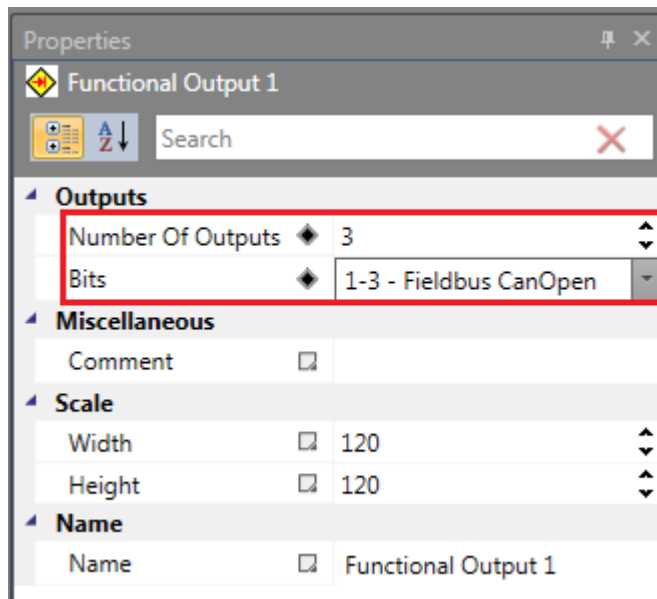 Properties
Functional Output 1
A
Z
Search
Outputs
Number Of Outputs 3
Bits 1-3 - Fieldbus CanOpen
Miscellaneous
Comment
Scale
Width 120
Height 120
Name
Name Functional Output 1